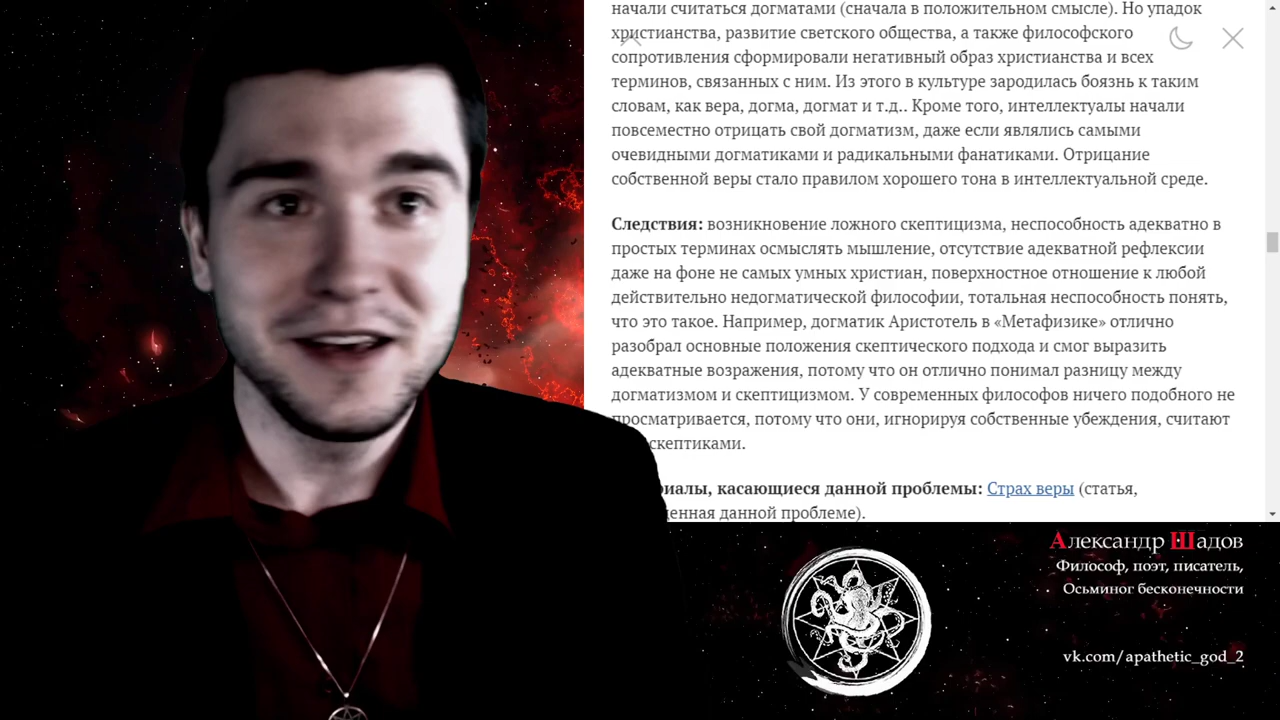 начали считаться догматами (сначала в положительном смысле). Но упадок
христианства, развитие светского общества, а также философского
сопротивления сформировали негативный образ христианства и всех
терминов, связанных с ним. Из этого в культуре зародилась боязнь к таким
словам, как вера, догма, догмат и т.д.. Кроме того, интеллектуалы начали
повсеместно отрицать свой догматизм, даже если являлись самыми
очевидными догматиками и радикальными фанатиками. Отрицание
собственной веры стало правилом хорошего тона в интеллектуальной среде.
Следствия: возникновение ложного скептицизма, неспособность адекватно в
простых терминах осмыслять мышление, отсутствие адекватной рефлексии
даже на фоне не самых умных христиан, поверхностное отношение к любой
действительно недогматической философии, тотальная неспособность понять,
что это такое. Например, догматик Аристотель в «Метафизике» отлично
разобрал основные положения скептического подхода и смог выразить
адекватные возражения, потому что он отлично понимал разницу между
догматизмом и скептицизмом. У современных философов ничего подобного не
просматривается, потому что они, игнорируя собственные убеждения, считают
скептиками.
касающиеся данной проблемы: Страх веры (статья,
данной проблеме).
Александр Шадов
Философ, поэт, писатель,
Осьминог бесконечности
vk.com/apathetic_god_2